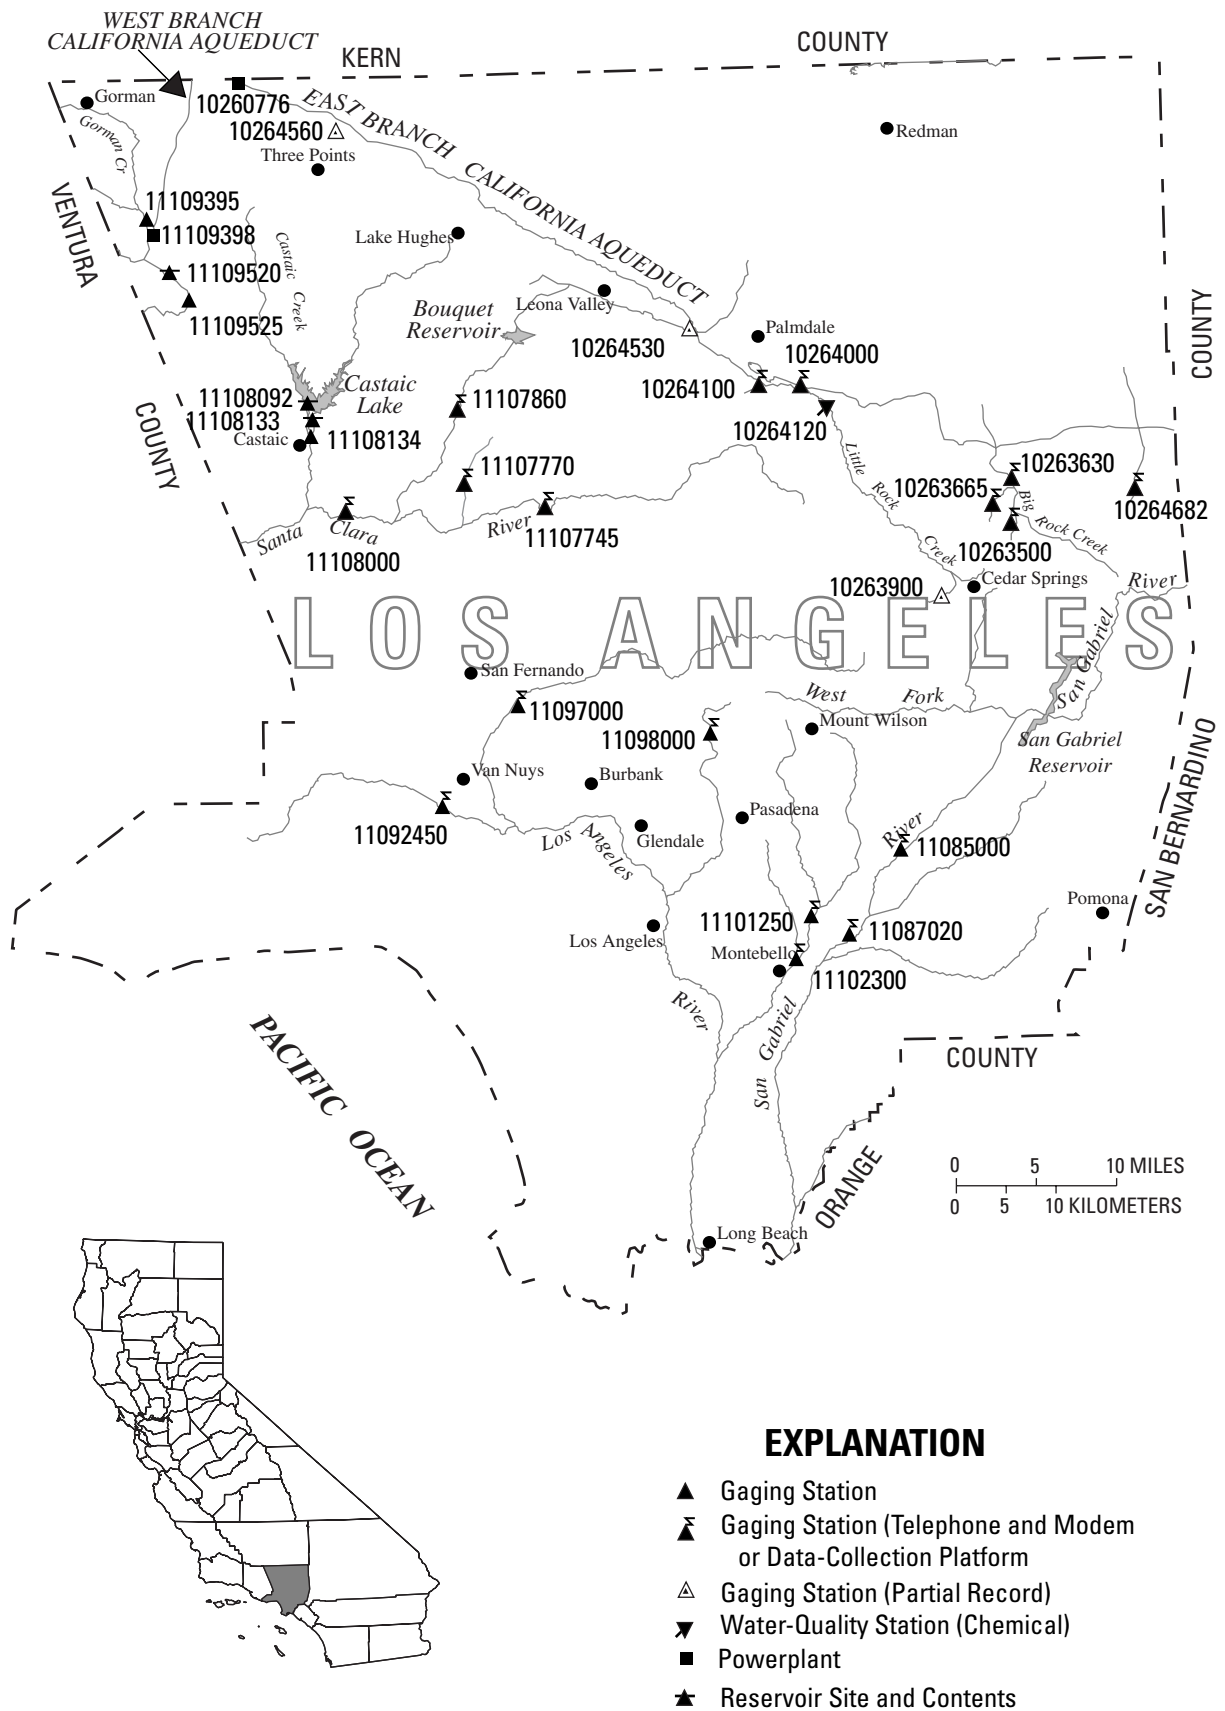 WEST BRANCH
CALIFORNIA AQUEDUCT
KERN
COUNTY
Gorman
10260776
EAST BRANCH CALIFORNIA AQUEDUCT
10264560
Redman
Gorman Cr
Three Points
VENTURA
11109395
11109398
Lake Hughes
Castaic Creek
11109520
11109525
Leona Valley
Bouquet
Reservoir
COUNTY
Palmdale
10264530
10264000
10264100
Castaic
Lake
11108092
11108133
11107860
COUNTY
10264120
Castaic
11108134
11107770
Little Rock Creek
10263630
10263665
Big Rock Creek
10264682
Santa Clara River
11107745
10263500
11108000
10263900
Cedar Springs
River
LOS ANGELES
San Gabriel
San Fernando
West Fork
11097000
Mount Wilson
11098000
San Gabriel
Reservoir
SAN BERNARDINO
Van Nuys
Burbank
Pasadena
11092450
Los Angeles
Glendale
River
11085000
Pomona
11101250
11087020
Los Angeles
Montebello
11102300
River
San Gabriel
PACIFIC OCEAN
COUNTY
ORANGE
0 5 10 MILES
0 5 10 KILOMETERS
Long Beach
EXPLANATION
Gaging Station
Gaging Station (Telephone and Modem
or Data-Collection Platform
Gaging Station (Partial Record)
Water-Quality Station (Chemical)
Powerplant
Reservoir Site and Contents